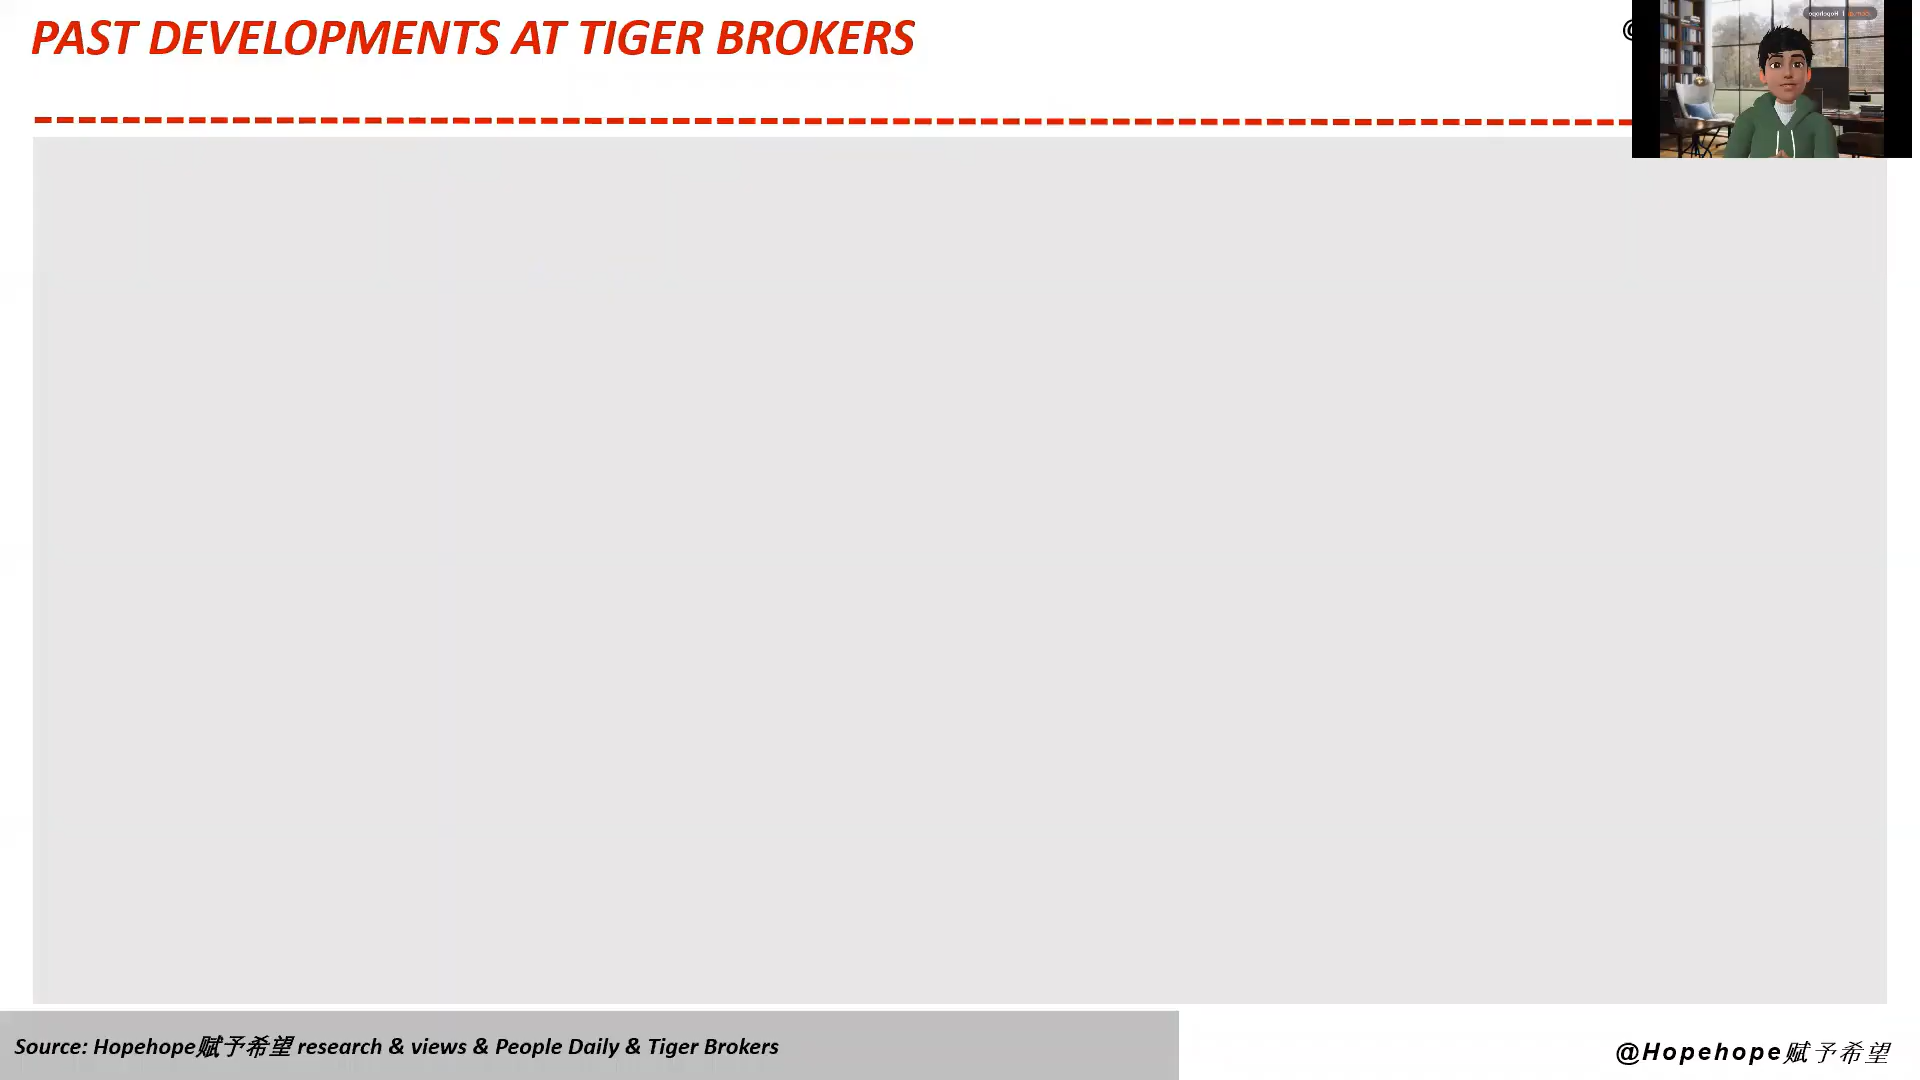 PAST DEVELOPMENTS AT TIGER BROKERS
Source: Hopehope赋予希望 research & views & People Daily & Tiger Brokers
@Hopehope赋予希望